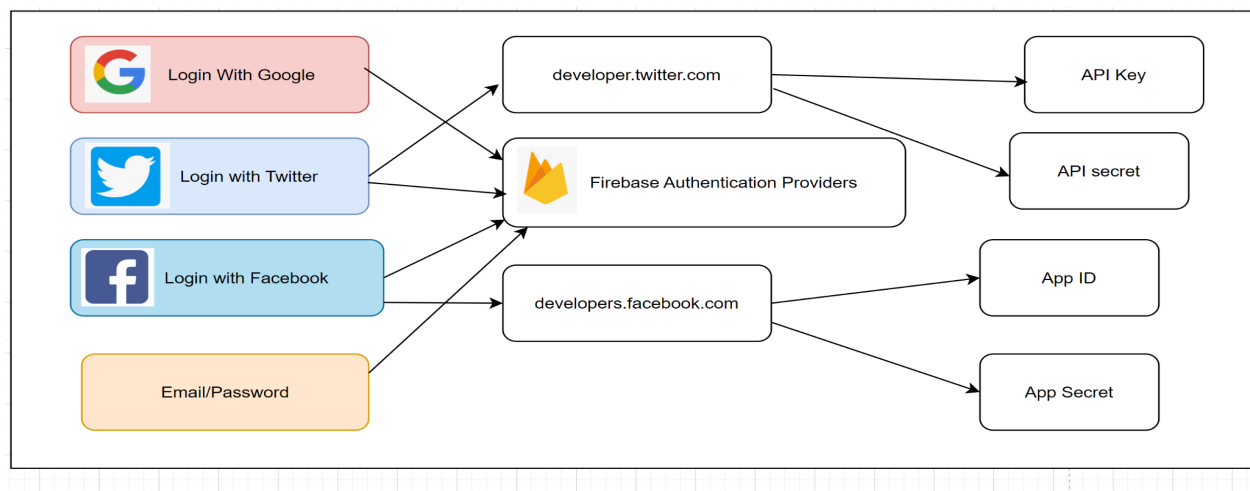 Login With Google
Login with Twitter
Login with Facebook
Email/Password
developer.twitter.com
Firebase Authentication Providers
developers.facebook.com
API Key
API secret
App ID
App Secret